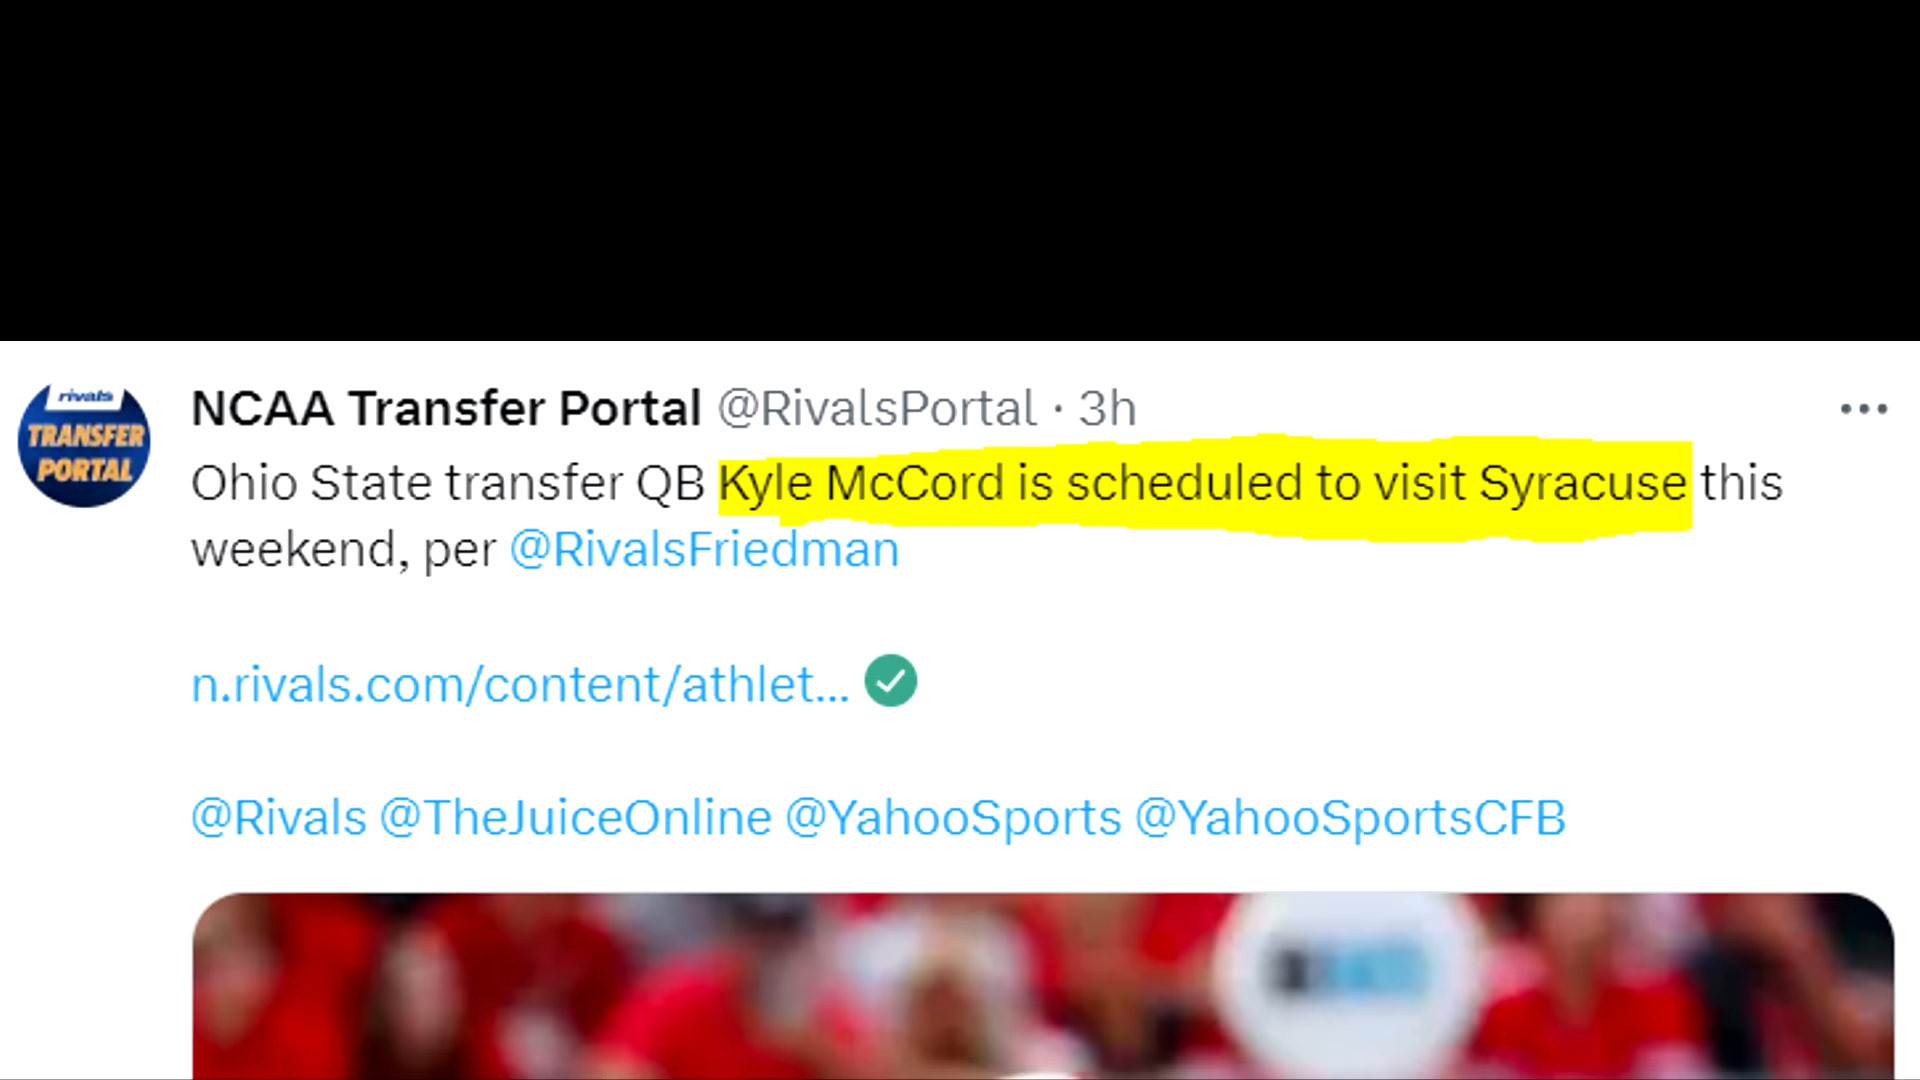 rivals
TRANSFER
PORTAL
NCAA Transfer Portal @RivalsPortal · 3h
Ohio State transfer QB Kyle McCord is scheduled to visit Syracuse this
weekend, per @RivalsFriedman
n.rivals.com/content/athlet...
@Rivals @TheJuiceOnline @YahooSports @YahooSportsCFB